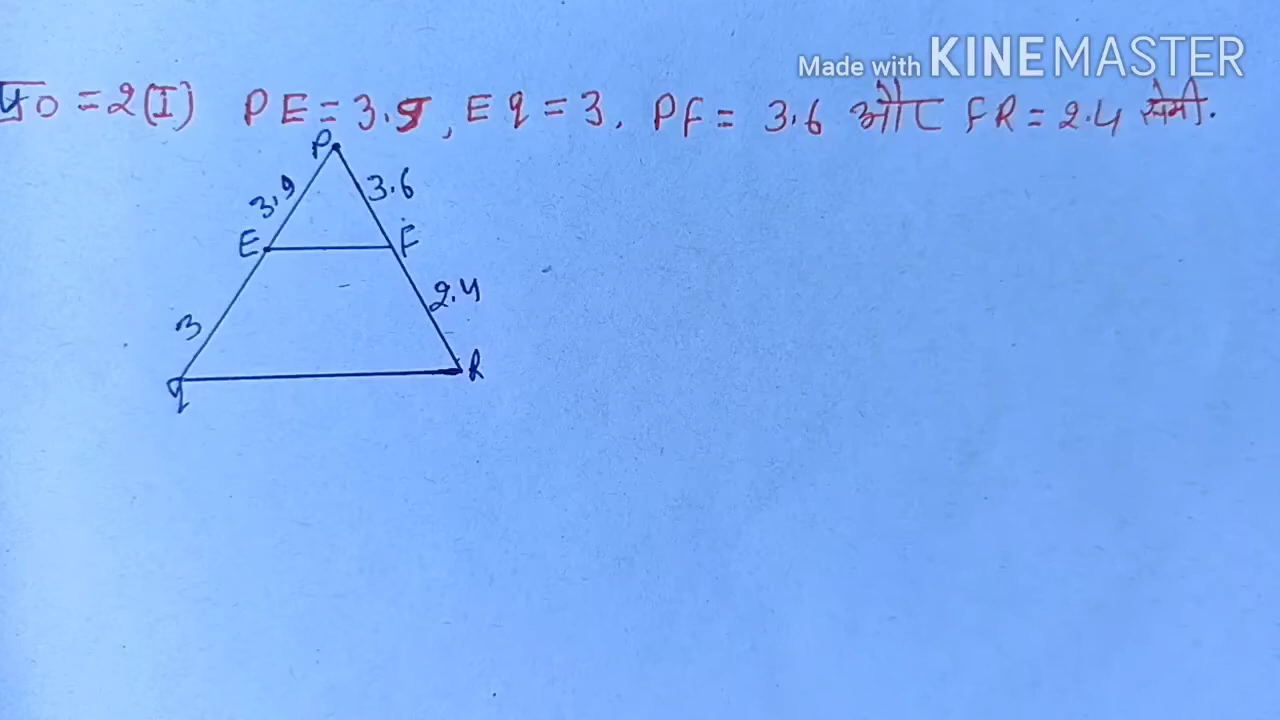 Made with KINEMASTER
प्र0 = 2(I) PE = 3.9, Eq = 3, PF = 3.6 और FR = 2.4 सेमी.
P
3.9
3.6
E
F
3
2.4
q
R